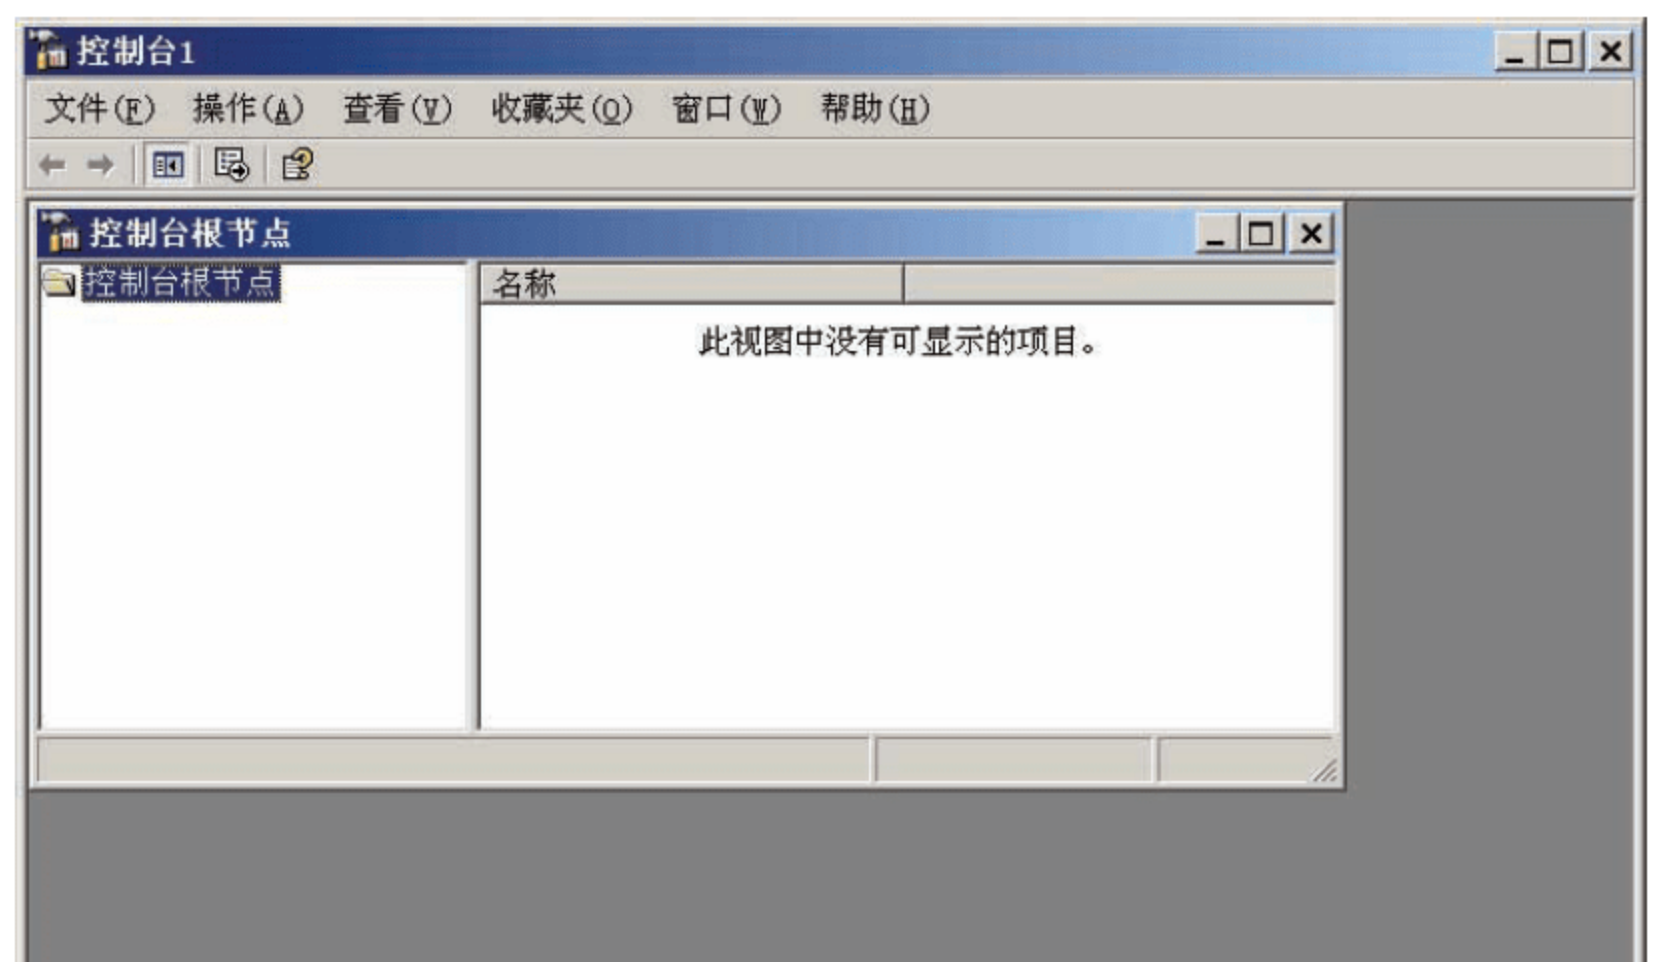 控制台1
文件(F) 操作(A) 查看(V) 收藏夹(O) 窗口(W) 帮助(H)
控制台根节点
控制台根节点 名称
此视图中没有可显示的项目。